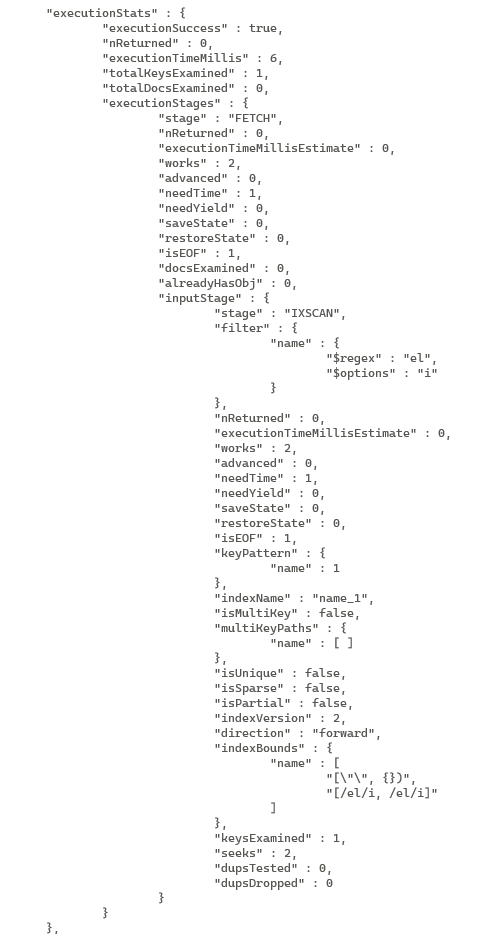 "executionStats" : {
"executionSuccess" : true,
"nReturned" : 0,
"executionTimeMillis" : 6,
"totalKeysExamined" : 1,
"totalDocsExamined" : 0,
"executionStages" : {
"stage" : "FETCH",
"nReturned" : 0,
"executionTimeMillisEstimate" : 0,
"works" : 2,
"advanced" : 0,
"needTime" : 1,
"needYield" : 0,
"saveState" : 0,
"restoreState" : 0,
"isEOF" : 1,
"docsExamined" : 0,
"alreadyHasObj" : 0,
"inputStage" : {
"stage" : "IXSCAN",
"filter" : {
"name" : {
"$regex" : "el",
"$options" : "i"
}
},
"nReturned" : 0,
"executionTimeMillisEstimate" : 0,
"works" : 2,
"advanced" : 0,
"needTime" : 1,
"needYield" : 0,
"saveState" : 0,
"restoreState" : 0,
"isEOF" : 1,
"keyPattern" : {
"name" : 1
},
"indexName" : "name_1",
"isMultiKey" : false,
"multiKeyPaths" : {
"name" : [ ]
},
"isUnique" : false,
"isSparse" : false,
"isPartial" : false,
"indexVersion" : 2,
"direction" : "forward",
"indexBounds" : {
"name" : [
"[\"\", {})",
"[/el/i, /el/i]"
]
},
"keysExamined" : 1,
"seeks" : 2,
"dupsTested" : 0,
"dupsDropped" : 0
}
}
},